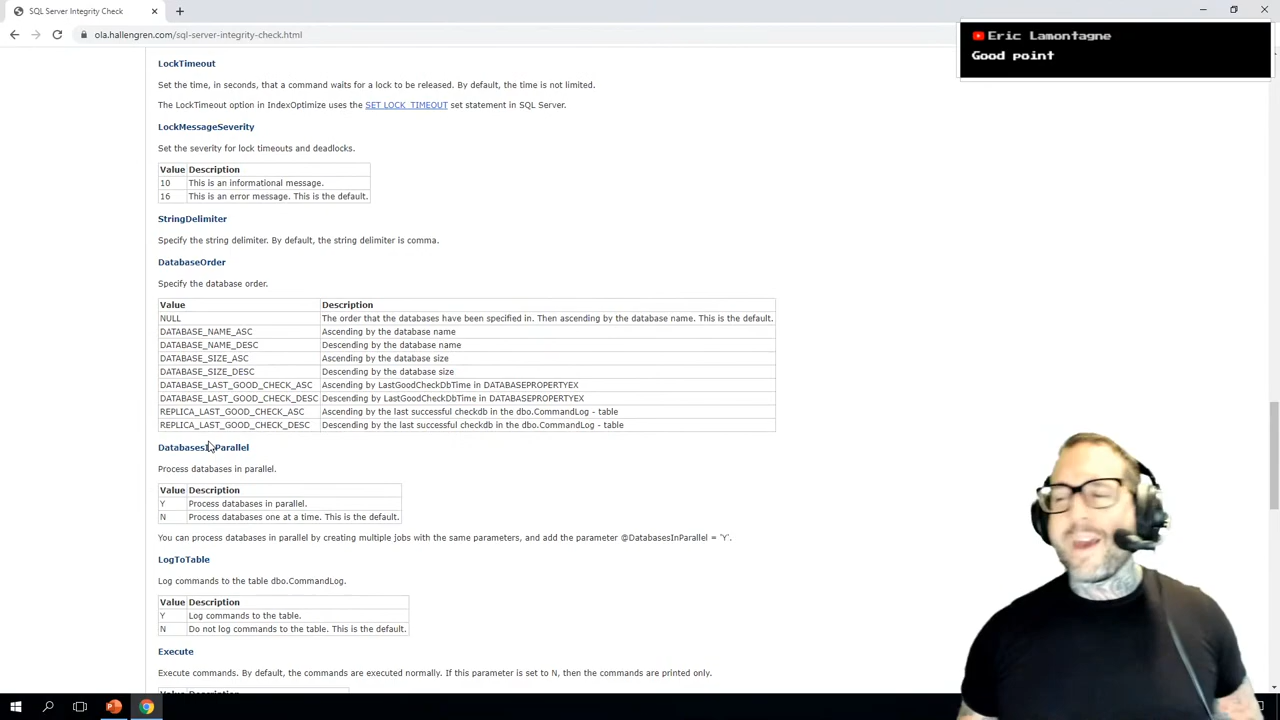 SQL Server Integrity Check
ola.hallengren.com/sql-server-integrity-check.html
Eric Lamontagne
Good point
LockTimeout
Set the time, in seconds, that a command waits for a lock to be released. By default, the time is not limited.
The LockTimeout option in IndexOptimize uses the SET LOCK_TIMEOUT set statement in SQL Server.
LockMessageSeverity
Set the severity for lock timeouts and deadlocks.
Value Description
10 This is an informational message.
16 This is an error message. This is the default.
StringDelimiter
Specify the string delimiter. By default, the string delimiter is comma.
DatabaseOrder
Specify the database order.
Value Description
NULL The order that the databases have been specified in. Then ascending by the database name. This is the default.
DATABASE_NAME_ASC Ascending by the database name
DATABASE_NAME_DESC Descending by the database name
DATABASE_SIZE_ASC Ascending by the database size
DATABASE_SIZE_DESC Descending by the database size
DATABASE_LAST_GOOD_CHECK_ASC Ascending by LastGoodCheckDbTime in DATABASEPROPERTYEX
DATABASE_LAST_GOOD_CHECK_DESC Descending by LastGoodCheckDbTime in DATABASEPROPERTYEX
REPLICA_LAST_GOOD_CHECK_ASC Ascending by the last successful checkdb in the dbo.CommandLog - table
REPLICA_LAST_GOOD_CHECK_DESC Descending by the last successful checkdb in the dbo.CommandLog - table
DatabasesInParallel
Process databases in parallel.
Value Description
Y Process databases in parallel.
N Process databases one at a time. This is the default.
You can process databases in parallel by creating multiple jobs with the same parameters, and add the parameter @DatabasesInParallel = 'Y'.
LogToTable
Log commands to the table dbo.CommandLog.
Value Description
Y Log commands to the table.
N Do not log commands to the table. This is the default.
Execute
Execute commands. By default, the commands are executed normally. If this parameter is set to N, then the commands are printed only.